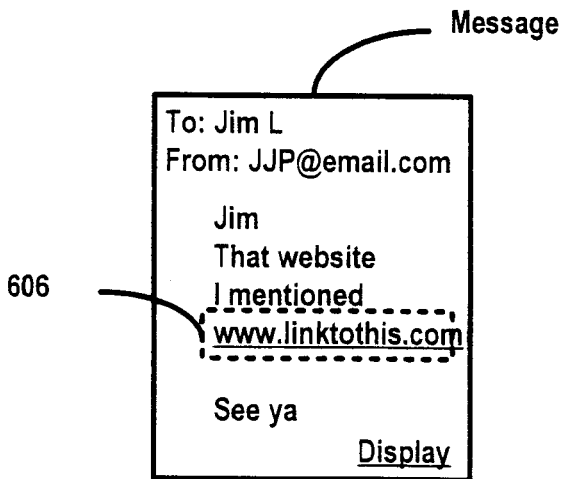 Message
To: Jim L
From: JJP@email.com
Jim
That website
I mentioned
606
www.linktothis.com
See ya
Display